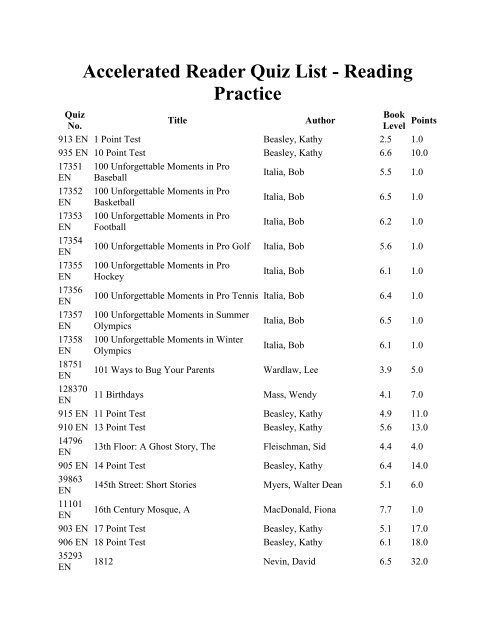 Accelerated Reader Quiz List - Reading
Practice
Quiz No. Title Author Book Level Points
913 EN 1 Point Test Beasley, Kathy 2.5 1.0
935 EN 10 Point Test Beasley, Kathy 6.6 10.0
17351 EN 100 Unforgettable Moments in Pro Baseball Italia, Bob 5.5 1.0
17352 EN 100 Unforgettable Moments in Pro Basketball Italia, Bob 6.5 1.0
17353 EN 100 Unforgettable Moments in Pro Football Italia, Bob 6.2 1.0
17354 EN 100 Unforgettable Moments in Pro Golf Italia, Bob 5.6 1.0
17355 EN 100 Unforgettable Moments in Pro Hockey Italia, Bob 6.1 1.0
17356 EN 100 Unforgettable Moments in Pro Tennis Italia, Bob 6.4 1.0
17357 EN 100 Unforgettable Moments in Summer Olympics Italia, Bob 6.5 1.0
17358 EN 100 Unforgettable Moments in Winter Olympics Italia, Bob 6.1 1.0
18751 EN 101 Ways to Bug Your Parents Wardlaw, Lee 3.9 5.0
128370 EN 11 Birthdays Mass, Wendy 4.1 7.0
915 EN 11 Point Test Beasley, Kathy 4.9 11.0
910 EN 13 Point Test Beasley, Kathy 5.6 13.0
14796 EN 13th Floor: A Ghost Story, The Fleischman, Sid 4.4 4.0
905 EN 14 Point Test Beasley, Kathy 6.4 14.0
39863 EN 145th Street: Short Stories Myers, Walter Dean 5.1 6.0
11101 EN 16th Century Mosque, A MacDonald, Fiona 7.7 1.0
903 EN 17 Point Test Beasley, Kathy 5.1 17.0
906 EN 18 Point Test Beasley, Kathy 6.1 18.0
35293 EN 1812 Nevin, David 6.5 32.0